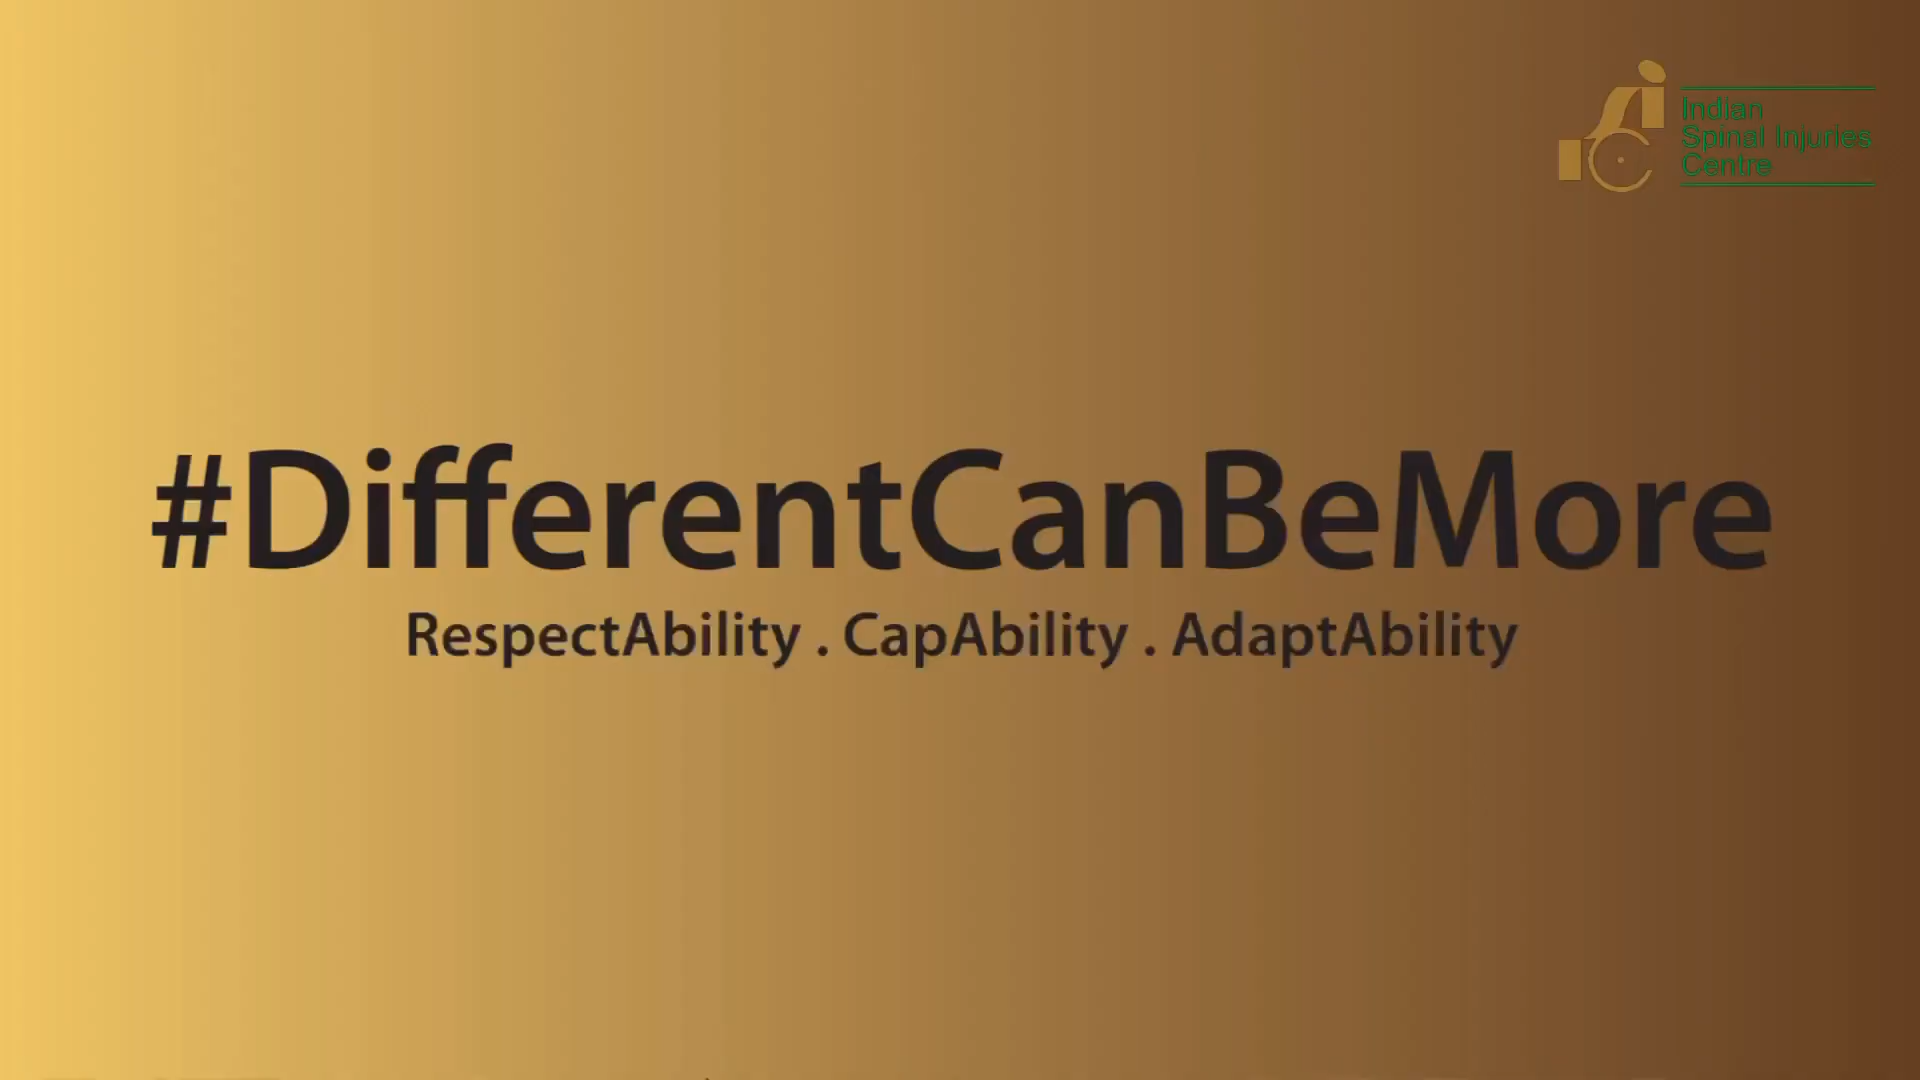 Indian
Spinal Injuries
Centre
#DifferentCanBeMore
RespectAbility . CapAbility . AdaptAbility